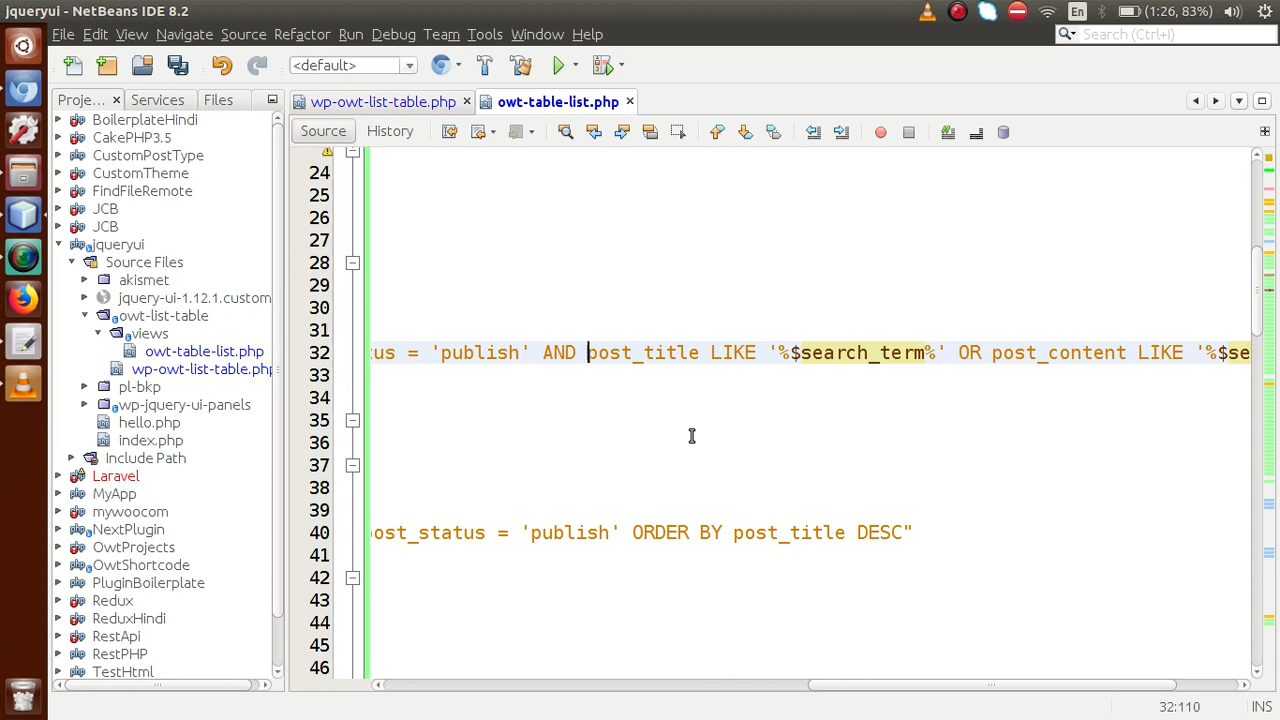 jqueryui - NetBeans IDE 8.2
En
(1:26, 83%)
File Edit View Navigate Source Refactor Run Debug Team Tools Window Help
Search (Ctrl+I)
<default>
Proje...
Services
Files
wp-owt-list-table.php
owt-table-list.php
Source
History
BoilerplateHindi
CakePHP3.5
CustomPostType
CustomTheme
FindFileRemote
JCB
JCB
jqueryui
Source Files
akismet
jquery-ui-1.12.1.custom
owt-list-table
views
owt-table-list.php
wp-owt-list-table.php
pl-bkp
wp-jquery-ui-panels
hello.php
index.php
Include Path
Laravel
MyApp
mywoocom
NextPlugin
OwtProjects
OwtShortcode
PluginBoilerplate
Redux
ReduxHindi
RestApi
RestPHP
TestHtml
24
25
26
27
28
29
30
31
32 tus = 'publish' AND post_title LIKE '%$search_term%' OR post_content LIKE '%$se
33
34
35
36
37
38
39
40 post_status = 'publish' ORDER BY post_title DESC"
41
42
43
44
45
46
32:110
INS